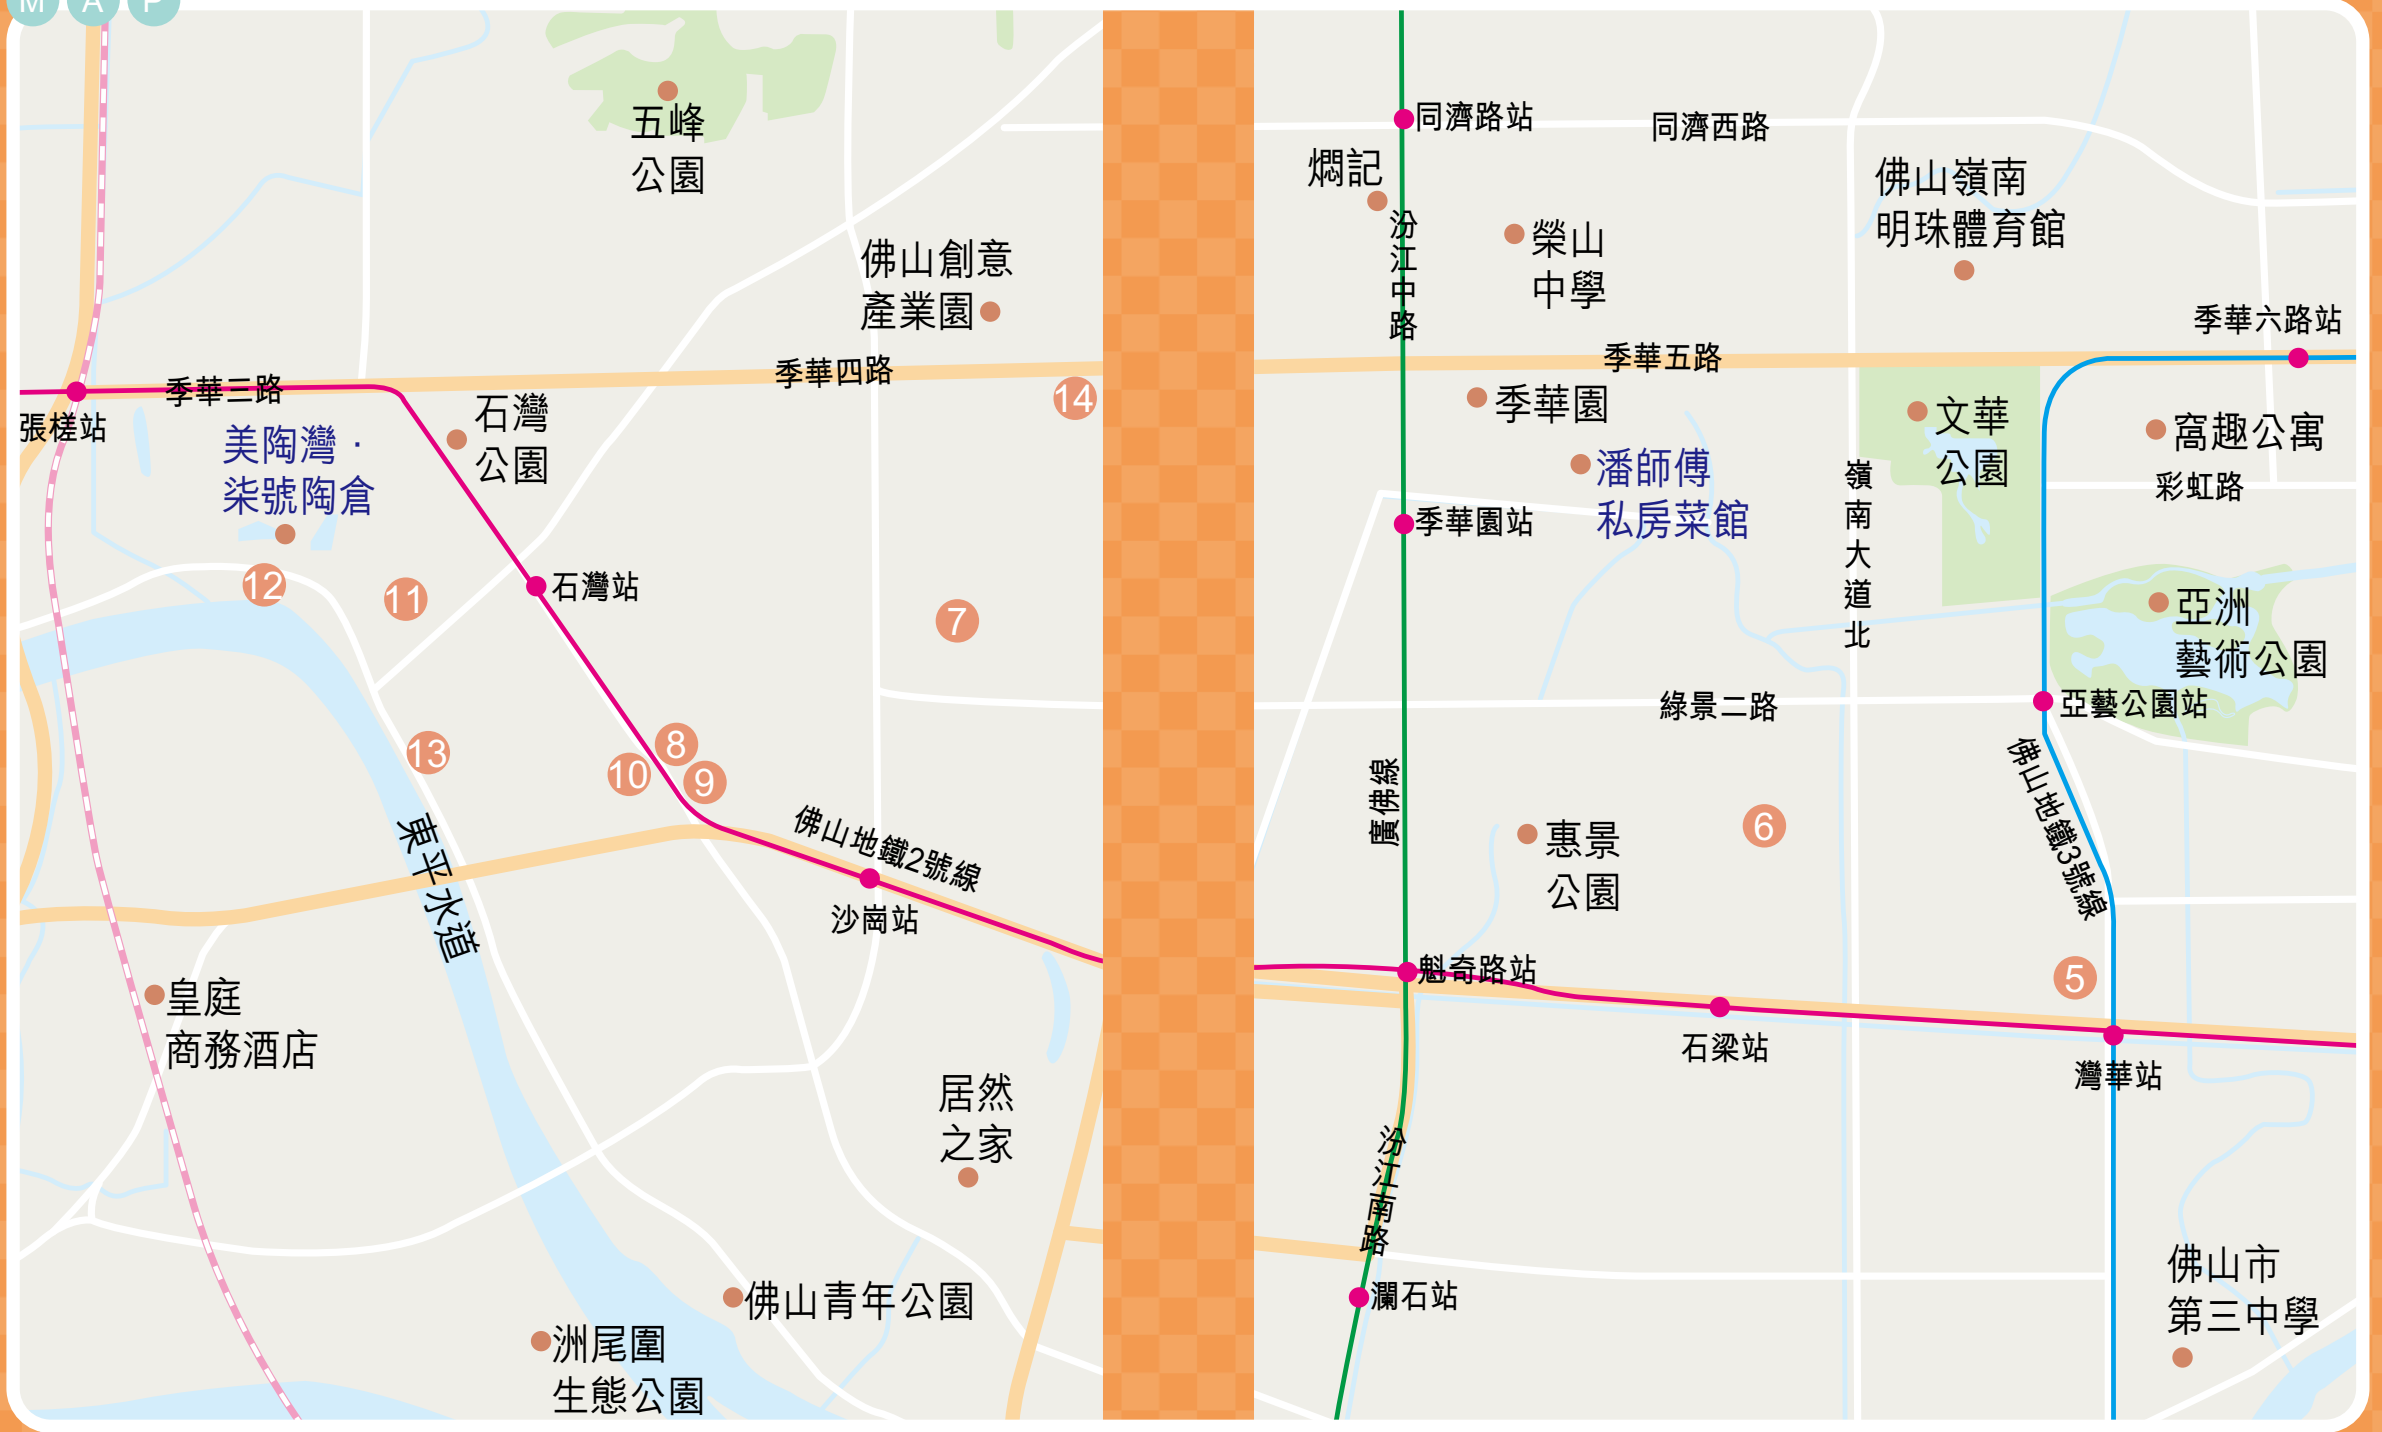 M A P
五峰
公園
佛山創意
產業園
季華四路
14
季華三路
張槎站
石灣
公園
美陶灣·
柒號陶倉
12
11
石灣站
7
13
8
10
9
東平水道
佛山地鐵2號線
沙崗站
皇庭
商務酒店
居然
之家
佛山青年公園
洲尾圍
生態公園
同濟路站
同濟西路
燜記
汾江中路
榮山
中學
佛山嶺南
明珠體育館
季華六路站
季華五路
季華園
文華
公園
窩趣公寓
潘師傅
私房菜館
彩虹路
季華園站
嶺南大道北
亞洲
藝術公園
綠景二路
亞藝公園站
廣佛線
佛山地鐵3號線
惠景
公園
6
魁奇路站
5
石梁站
灣華站
汾江南路
瀾石站
佛山市
第三中學